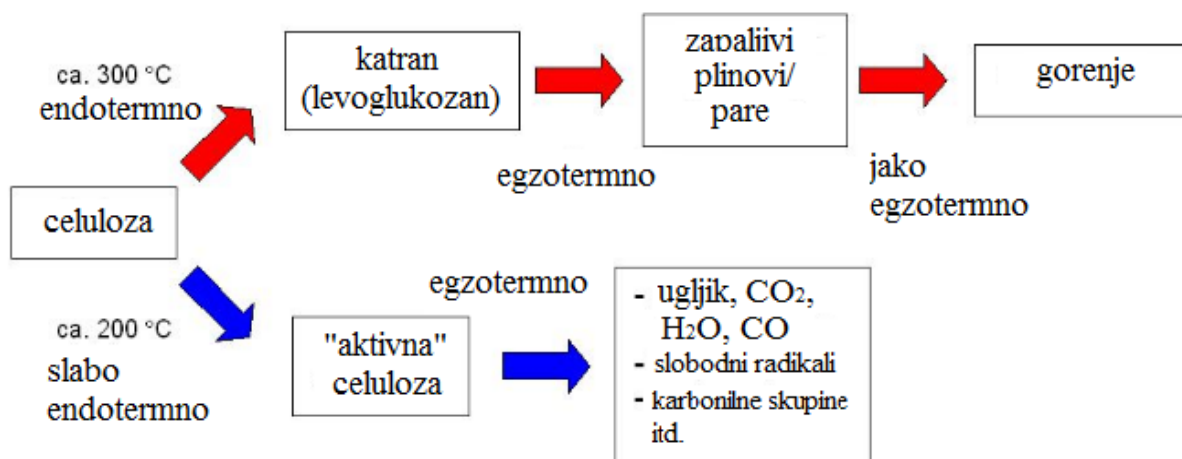 ca. 300 °C
endotermno
katran
(levoglukozan)
egzotermno
zapaljivi
plinovi/
pare
jako
egzotermno
gorenje
celuloza
ca. 200 °C
slabo
endotermno
"aktivna"
celuloza
egzotermno
- ugljik, CO₂,
H₂O, CO
- slobodni radikali
- karbonilne skupine
itd.